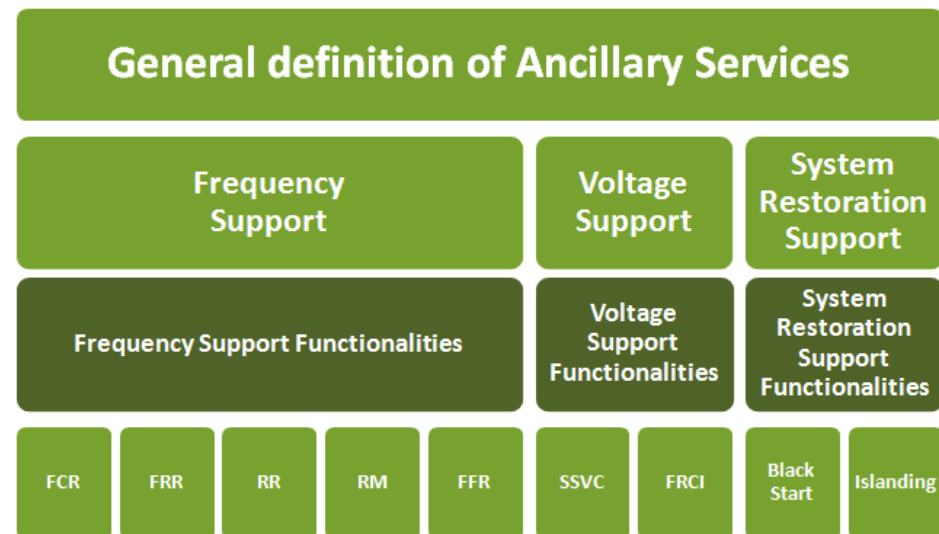 General definition of Ancillary Services
Frequency
Support
Voltage
Support
System
Restoration
Support
Frequency Support Functionalities
Voltage
Support
Functionalities
System
Restoration
Support
Functionalities
FCR
FRR
RR
RM
FFR
SSVC
FRCI
Black
Start
Islanding